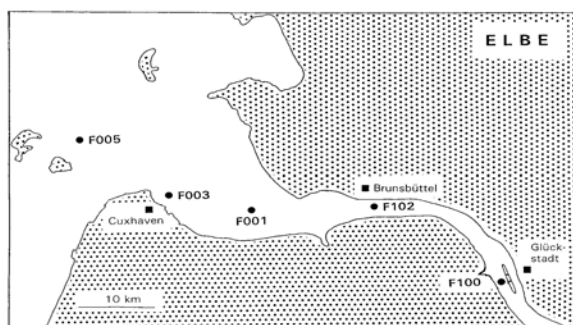 ELBE
F005
Brunsbüttel
F003
F001
F102
Cuxhaven
Glück-
stadt
F100
10 km